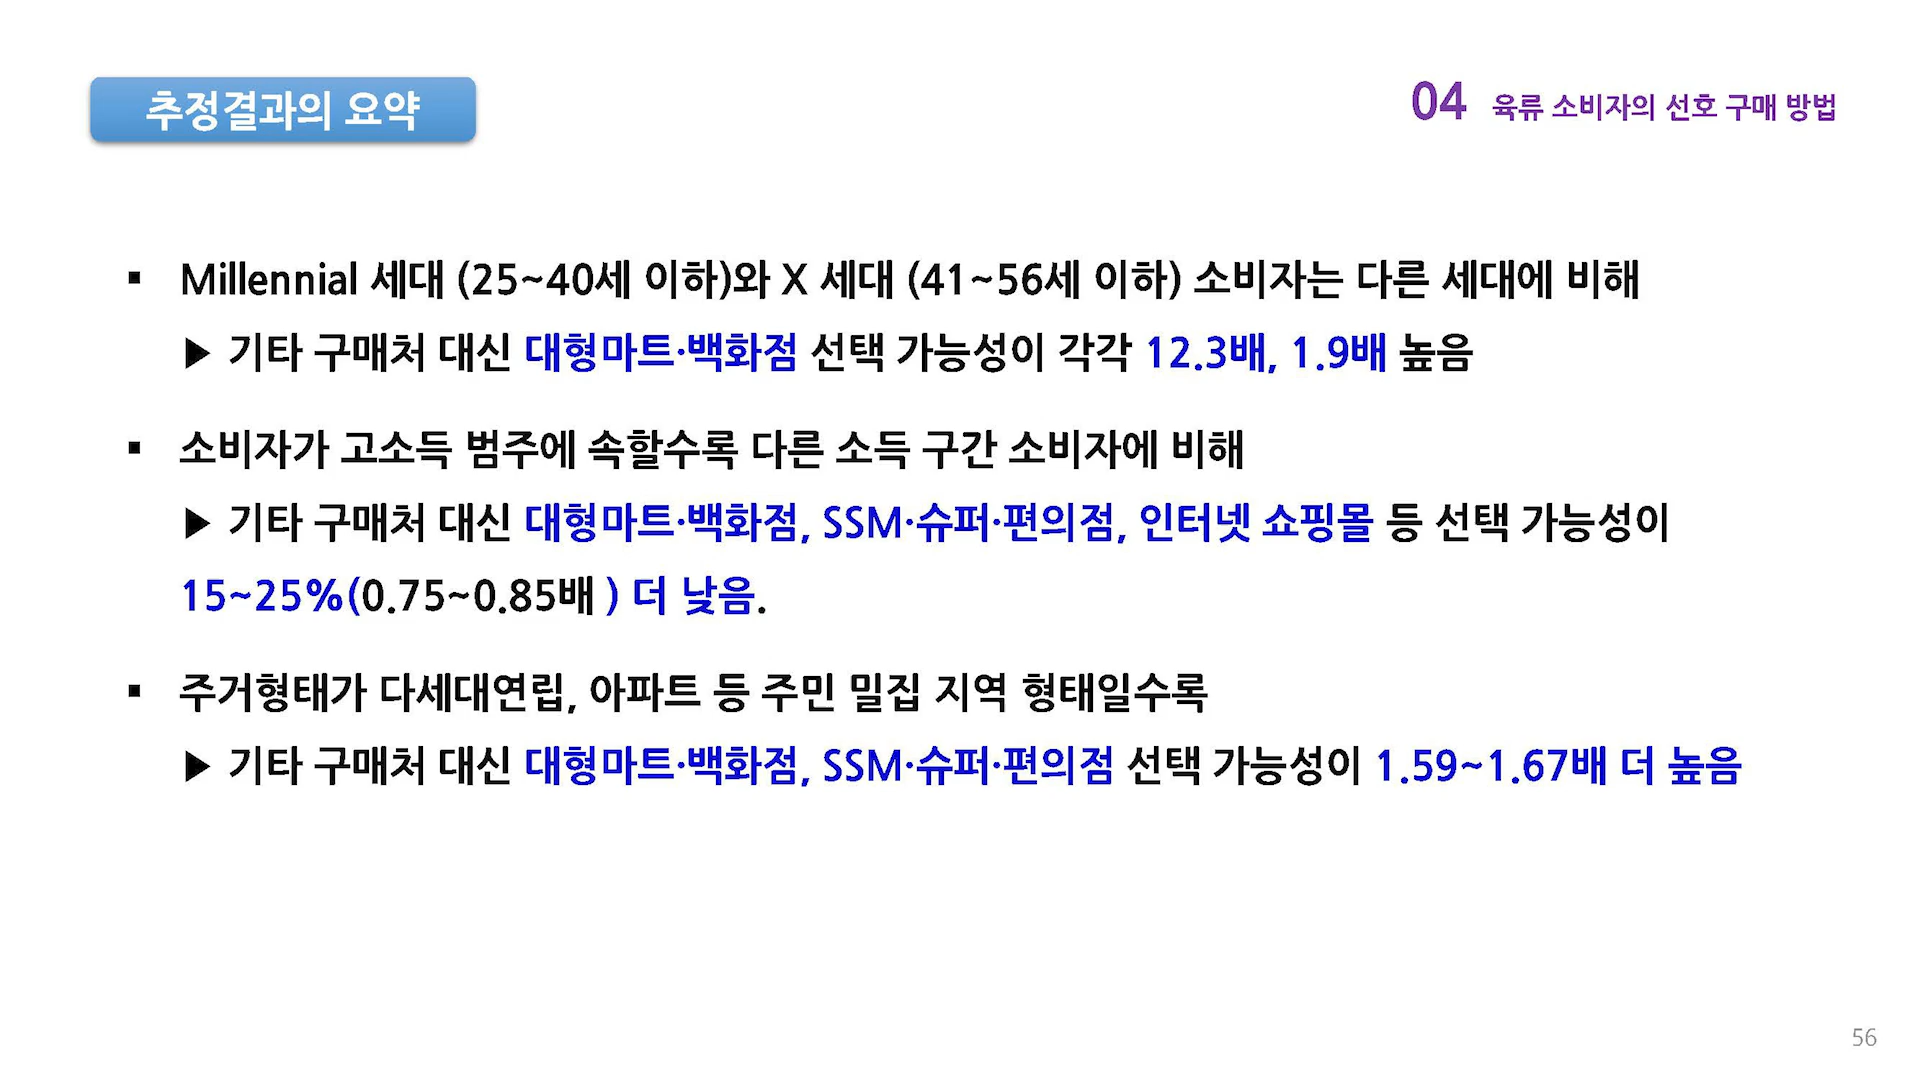 추정결과의 요약
04 육류 소비자의 선호 구매 방법
▪ Millennial 세대 (25~40세 이하)와 X 세대 (41~56세 이하) 소비자는 다른 세대에 비해
▶ 기타 구매처 대신 대형마트·백화점 선택 가능성이 각각 12.3배, 1.9배 높음
▪ 소비자가 고소득 범주에 속할수록 다른 소득 구간 소비자에 비해
▶ 기타 구매처 대신 대형마트·백화점, SSM·슈퍼·편의점, 인터넷 쇼핑몰 등 선택 가능성이
15~25%(0.75~0.85배 ) 더 낮음.
▪ 주거형태가 다세대연립, 아파트 등 주민 밀집 지역 형태일수록
▶ 기타 구매처 대신 대형마트·백화점, SSM·슈퍼·편의점 선택 가능성이 1.59~1.67배 더 높음
56